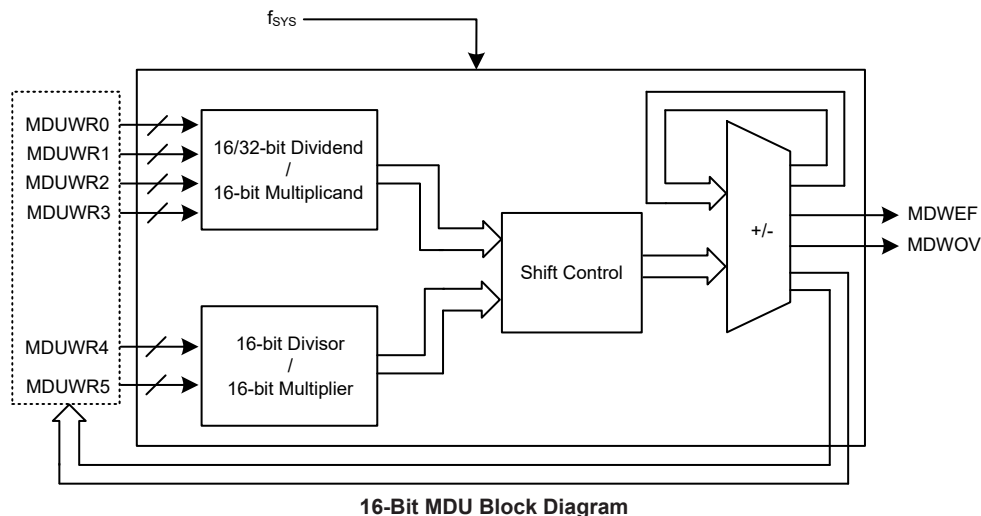 fSYS
MDUWR0
MDUWR1
MDUWR2
MDUWR3
MDUWR4
MDUWR5
16/32-bit Dividend
/
16-bit Multiplicand
16-bit Divisor
/
16-bit Multiplier
Shift Control
+/-
MDWEF
MDWOV
16-Bit MDU Block Diagram